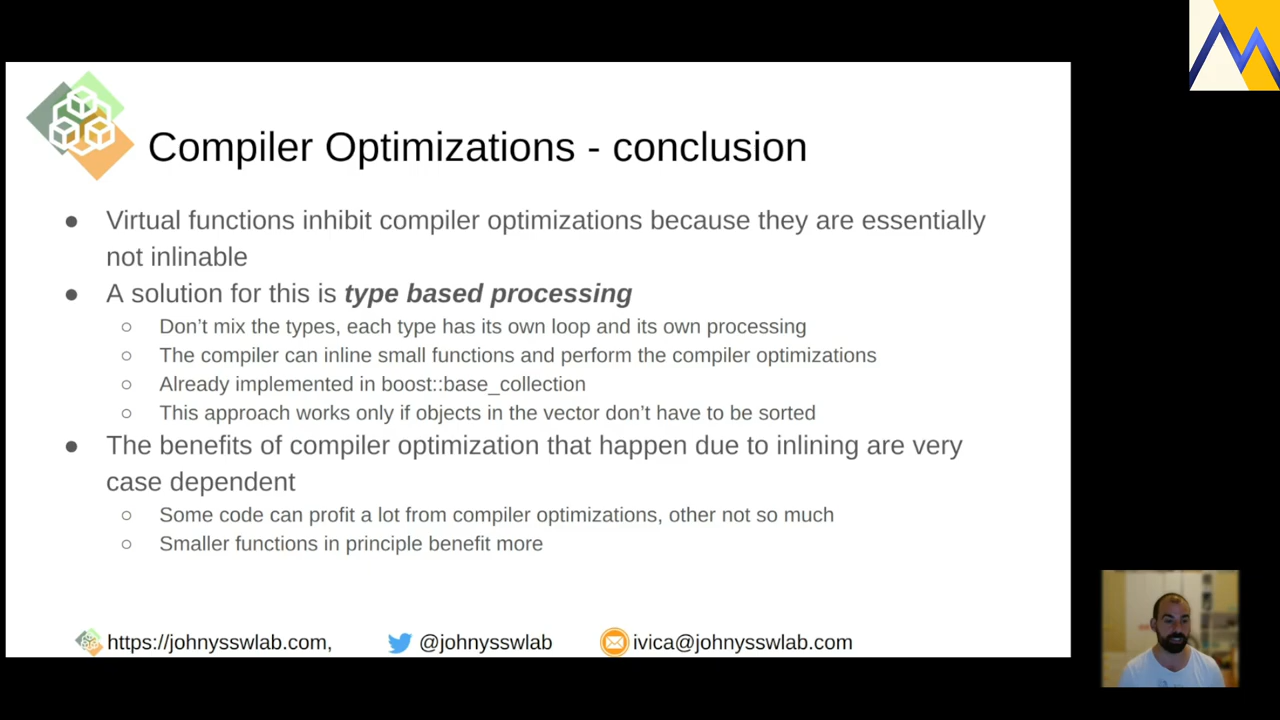 Compiler Optimizations - conclusion
● Virtual functions inhibit compiler optimizations because they are essentially
not inlinable
● A solution for this is type based processing
○ Don’t mix the types, each type has its own loop and its own processing
○ The compiler can inline small functions and perform the compiler optimizations
○ Already implemented in boost::base_collection
○ This approach works only if objects in the vector don’t have to be sorted
● The benefits of compiler optimization that happen due to inlining are very
case dependent
○ Some code can profit a lot from compiler optimizations, other not so much
○ Smaller functions in principle benefit more
https://johnysswlab.com, @johnysswlab ivica@johnysswlab.com